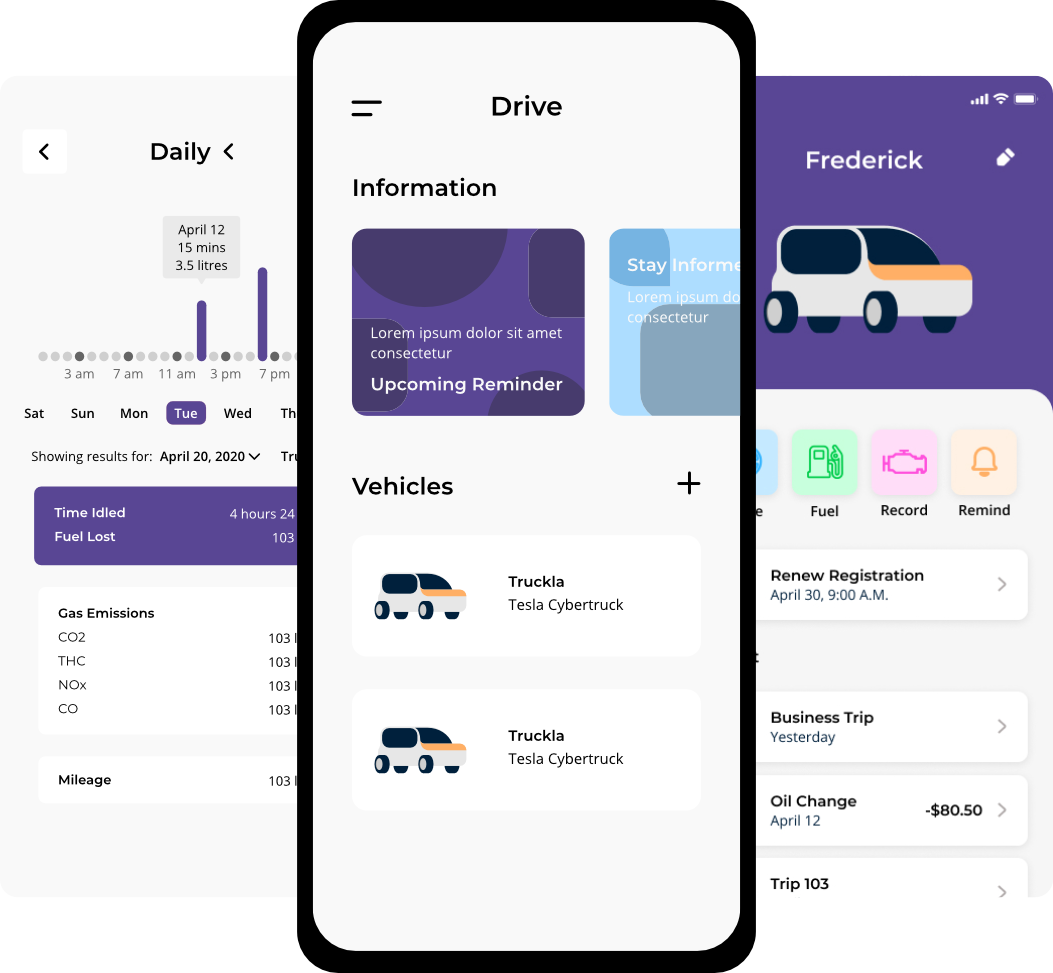 Daily
April 12
15 mins
3.5 litres
3 am 7 am 11 am 3 pm 7 pm
Sat Sun Mon Tue Wed Th
Showing results for: April 20, 2020
Time Idled 4 hours 24
Fuel Lost 103
Gas Emissions
CO2 103
THC 103
NOx 103
CO 103
Mileage 103
Drive
Information
Lorem ipsum dolor sit amet
consectetur
Upcoming Reminder
Stay Informe
Lorem ipsum do
consectetur
Vehicles
Truckla
Tesla Cybertruck
Truckla
Tesla Cybertruck
Frederick
Fuel Record Remind
Renew Registration
April 30, 9:00 A.M.
Business Trip
Yesterday
Oil Change
April 12
-$80.50
Trip 103